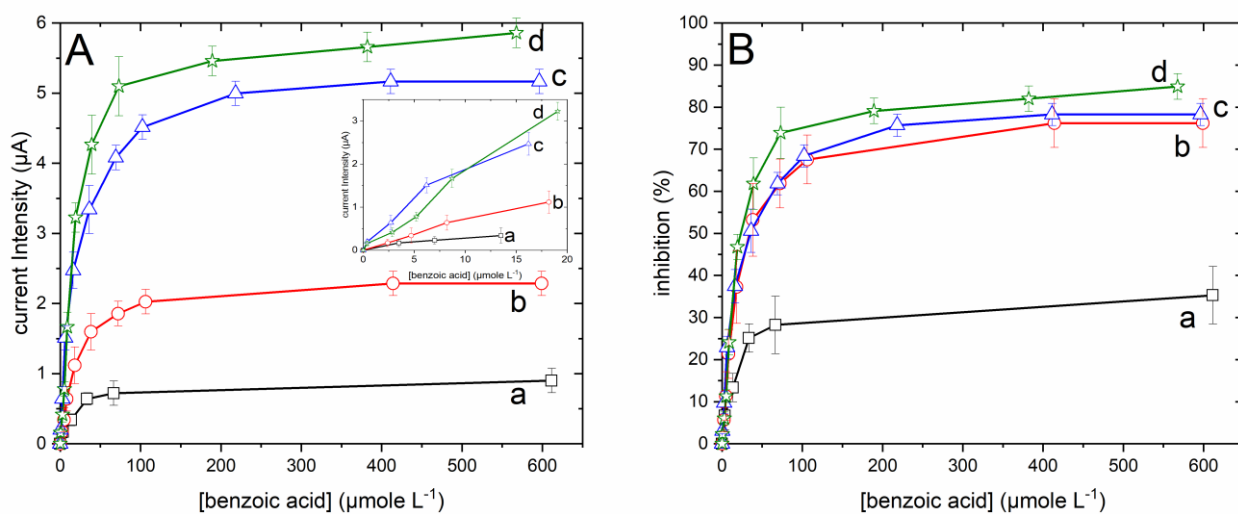 A
B
current Intensity (µA)
6
5
4
3
2
1
0
0
100
200
300
400
500
600
[benzoic acid] (µmole L⁻¹)
d
c
b
a
current Intensity (µA)
3
2
1
0
0
5
10
15
20
[benzoic acid] (µmole L⁻¹)
d
c
b
a
inhibition (%)
100
90
80
70
60
50
40
30
20
10
0
0
100
200
300
400
500
600
[benzoic acid] (µmole L⁻¹)
d
c
b
a